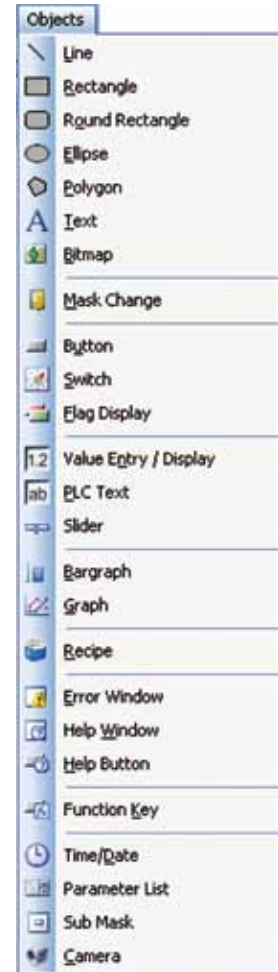 Objects
Line
Rectangle
Round Rectangle
Ellipse
Polygon
A Text
Bitmap
Mask Change
Button
Switch
Flag Display
1.2 Value Entry / Display
ab PLC Text
Slider
Bargraph
Graph
Recipe
Error Window
Help Window
Help Button
Function Key
Time/Date
Parameter List
Sub Mask
Camera